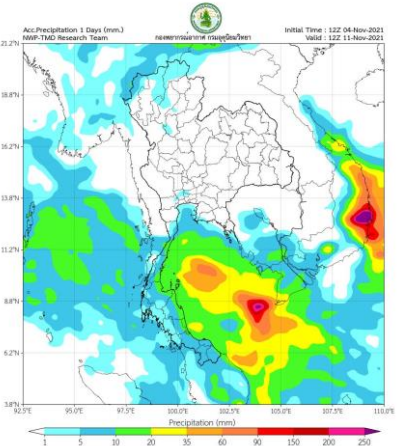 Acc.Precipitation 1 Days (mm.)
NWP-TMD Research Team
กองพยากรณ์อากาศ กรมอุตุนิยมวิทยา
Initial Time : 12Z 04-Nov-2021
Valid : 12Z 11-Nov-2021
21.2°N
18.8°N
16.2°N
13.8°N
11.2°N
8.8°N
6.2°N
3.8°N
92.5°E 95.0°E 97.5°E 100.0°E 102.5°E 105.0°E 107.5°E 110.0°E
Precipitation (mm)
1 5 10 20 35 60 90 150 200 250